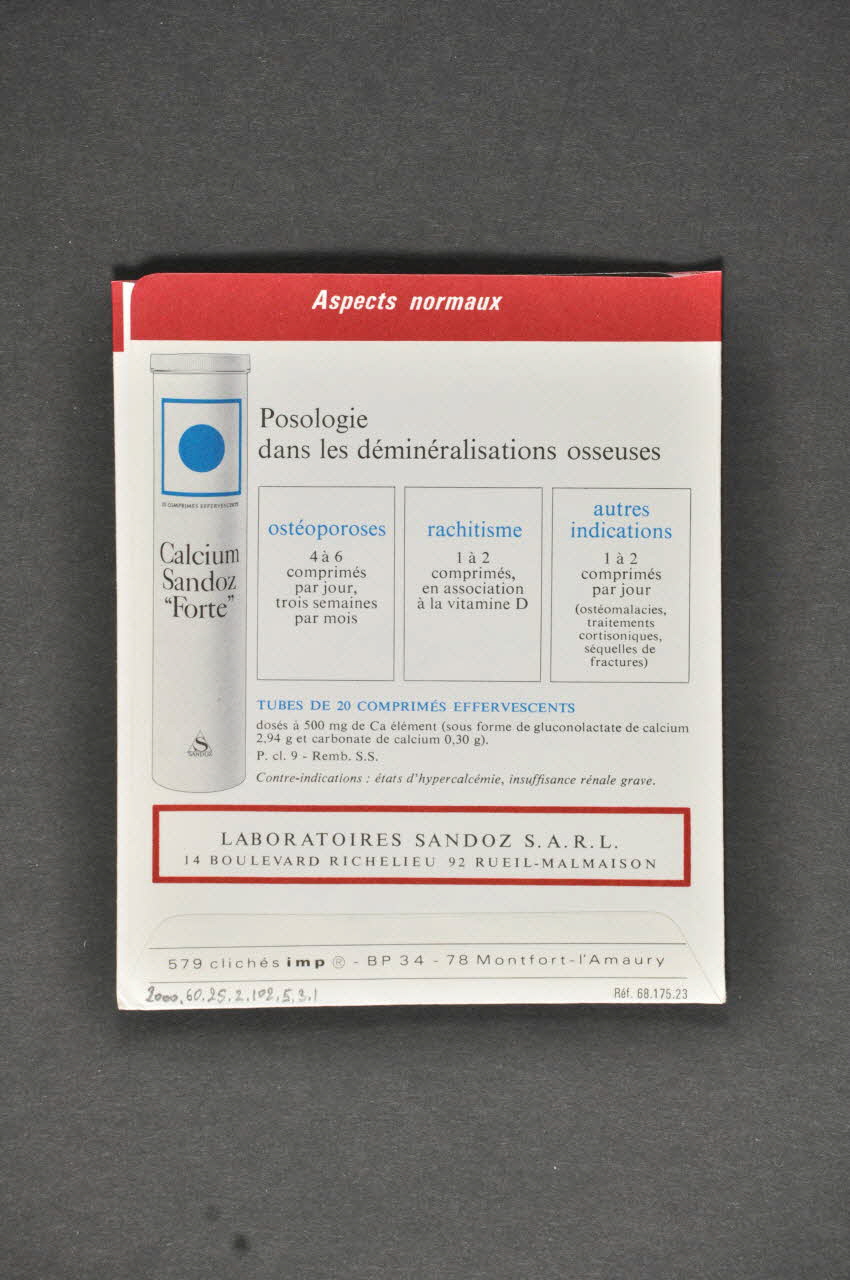 Aspects normaux
20 COMPRIMÉS EFFERVESCENTS
Calcium
Sandoz
"Forte"
S
SANDOZ
Posologie
dans les déminéralisations osseuses
ostéoporoses
4 à 6
comprimés
par jour,
trois semaines
par mois
rachitisme
1 à 2
comprimés,
en association
à la vitamine D
autres
indications
1 à 2
comprimés
par jour
(ostéomalacies,
traitements
cortisoniques,
séquelles de
fractures)
TUBES DE 20 COMPRIMÉS EFFERVESCENTS
dosés à 500 mg de Ca élément (sous forme de gluconolactate de calcium
2,94 g et carbonate de calcium 0,30 g).
P. cl. 9 - Remb. S.S.
Contre-indications : états d'hypercalcémie, insuffisance rénale grave.
LABORATOIRES SANDOZ S.A.R.L.
14 BOULEVARD RICHELIEU 92 RUEIL-MALMAISON
579 clichés imp ® - BP 34 - 78 Montfort-l'Amaury
2000.60.25.2.102.5.3.1
Réf. 68.175.23